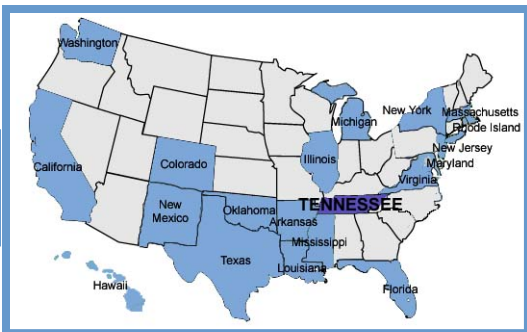 Washington
New York
Massachusetts
Michigan
Rhode Island
New Jersey
Illinois
Maryland
California
Colorado
Virginia
TENNESSEE
New
Mexico
Oklahoma
Arkansas
Mississippi
Texas
Louisiana
Hawaii
Florida